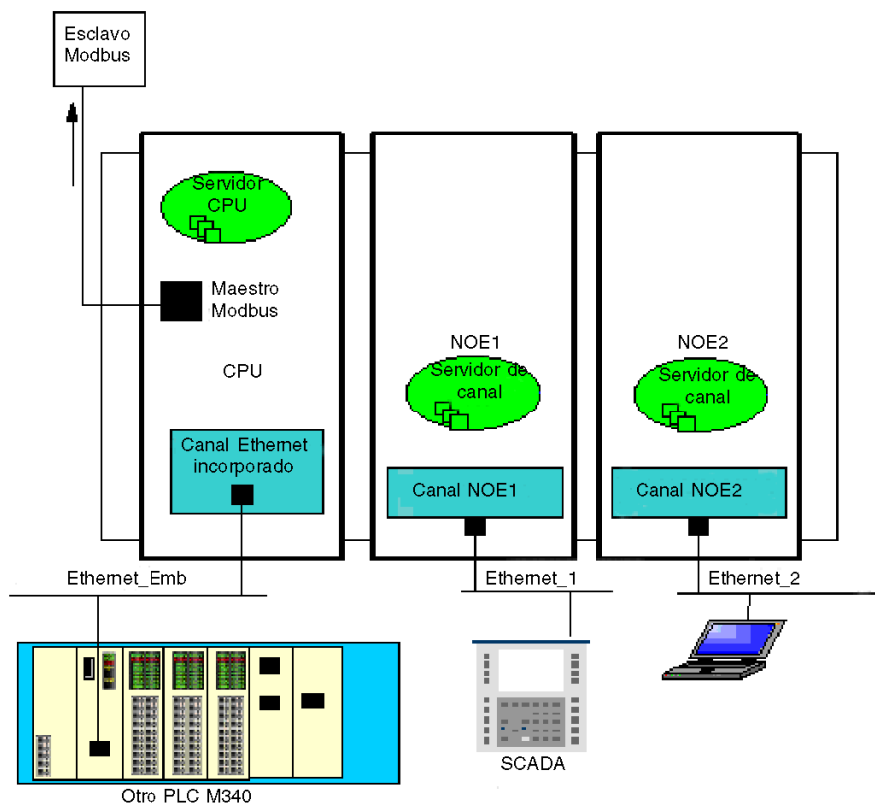 Esclavo
Modbus
Servidor
CPU
Maestro
Modbus
CPU
NOE1
NOE2
Servidor de
canal
Servidor de
canal
Canal Ethernet
incorporado
Canal NOE1
Canal NOE2
Ethernet_Emb
Ethernet_1
Ethernet_2
SCADA
Otro PLC M340